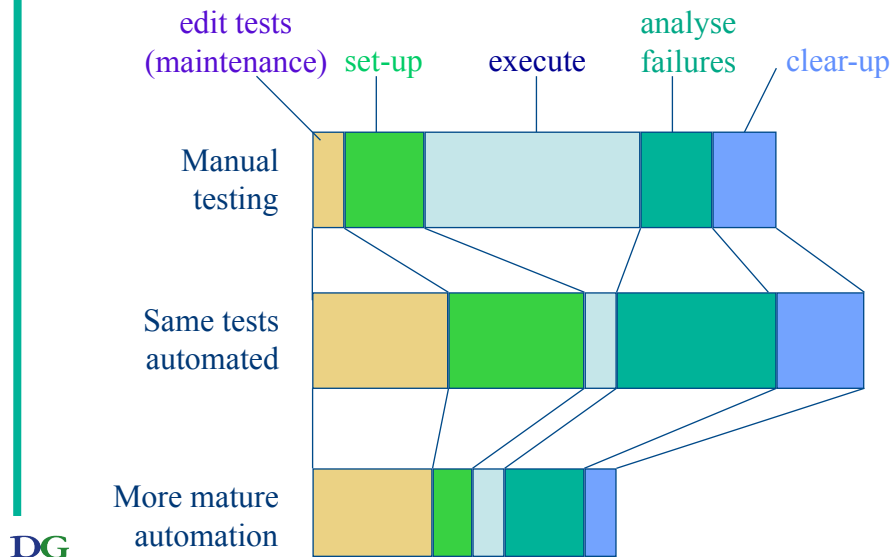 edit tests
(maintenance)
set-up
execute
analyse
failures
clear-up
Manual
testing
Same tests
automated
More mature
automation
DG